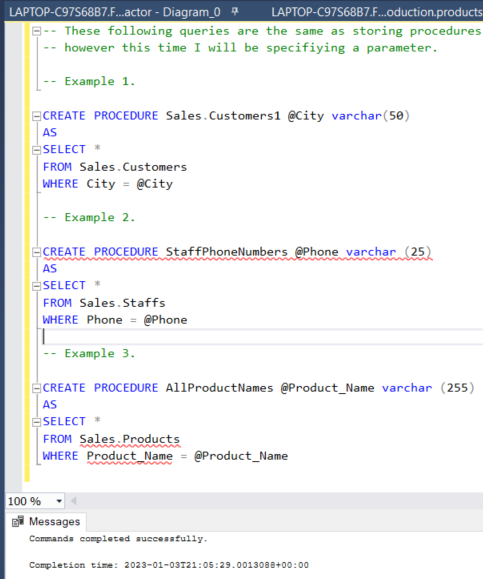 LAPTOP-C97S68B7.F...actor - Diagram_0 LAPTOP-C97S68B7.F...oduction.products
-- These following queries are the same as storing procedures
-- however this time I will be specifiying a parameter.
-- Example 1.
CREATE PROCEDURE Sales.Customers1 @City varchar(50)
AS
SELECT *
FROM Sales.Customers
WHERE City = @City
-- Example 2.
CREATE PROCEDURE StaffPhoneNumbers @Phone varchar (25)
AS
SELECT *
FROM Sales.Staffs
WHERE Phone = @Phone
-- Example 3.
CREATE PROCEDURE AllProductNames @Product_Name varchar (255)
AS
SELECT *
FROM Sales.Products
WHERE Product_Name = @Product_Name
100 %
Messages
Commands completed successfully.
Completion time: 2023-01-03T21:05:29.0013088+00:00